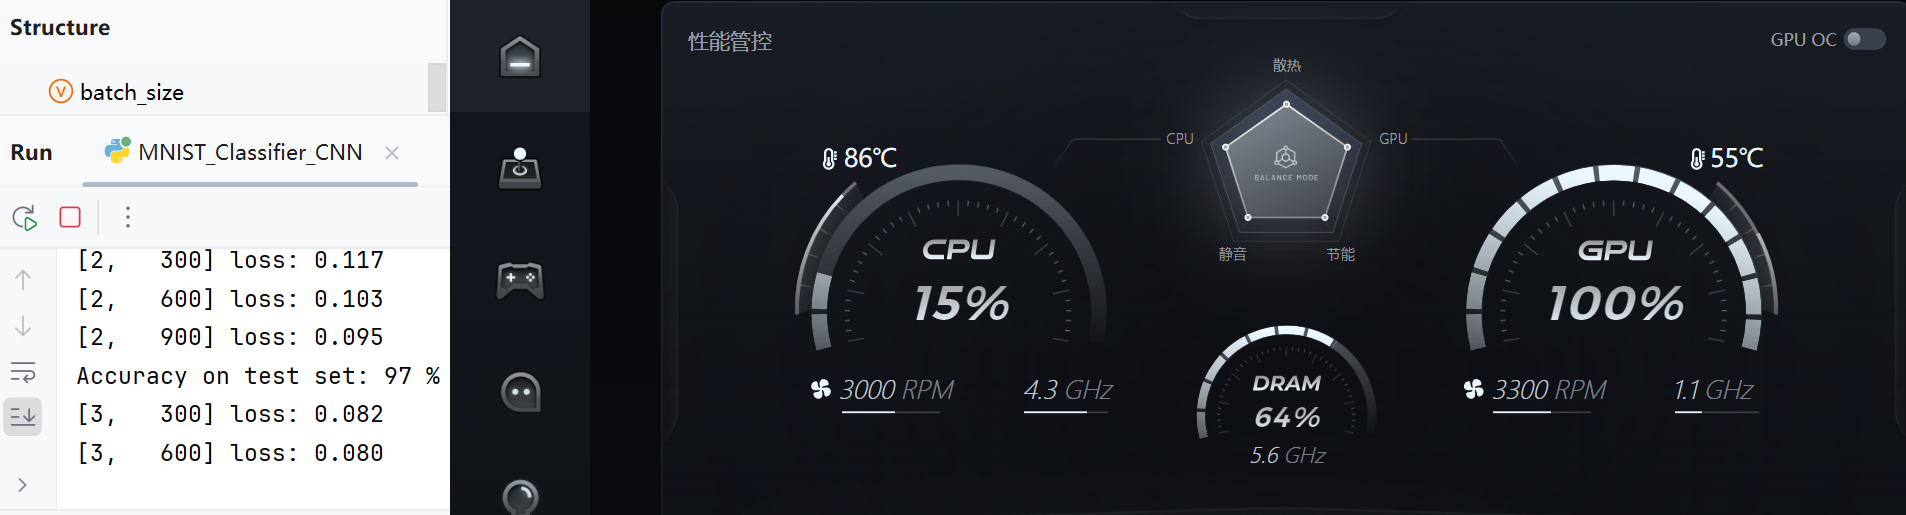 Structure
batch_size
Run
MNIST_Classifier_CNN
[2,   300] loss: 0.117
[2,   600] loss: 0.103
[2,   900] loss: 0.095
Accuracy on test set: 97 %
[3,   300] loss: 0.082
[3,   600] loss: 0.080
性能管控
GPU OC
散热
CPU
GPU
BALANCE MODE
静音
节能
86℃
CPU
15%
3000 RPM
4.3 GHz
DRAM
64%
5.6 GHz
55℃
GPU
100%
3300 RPM
1.1 GHz